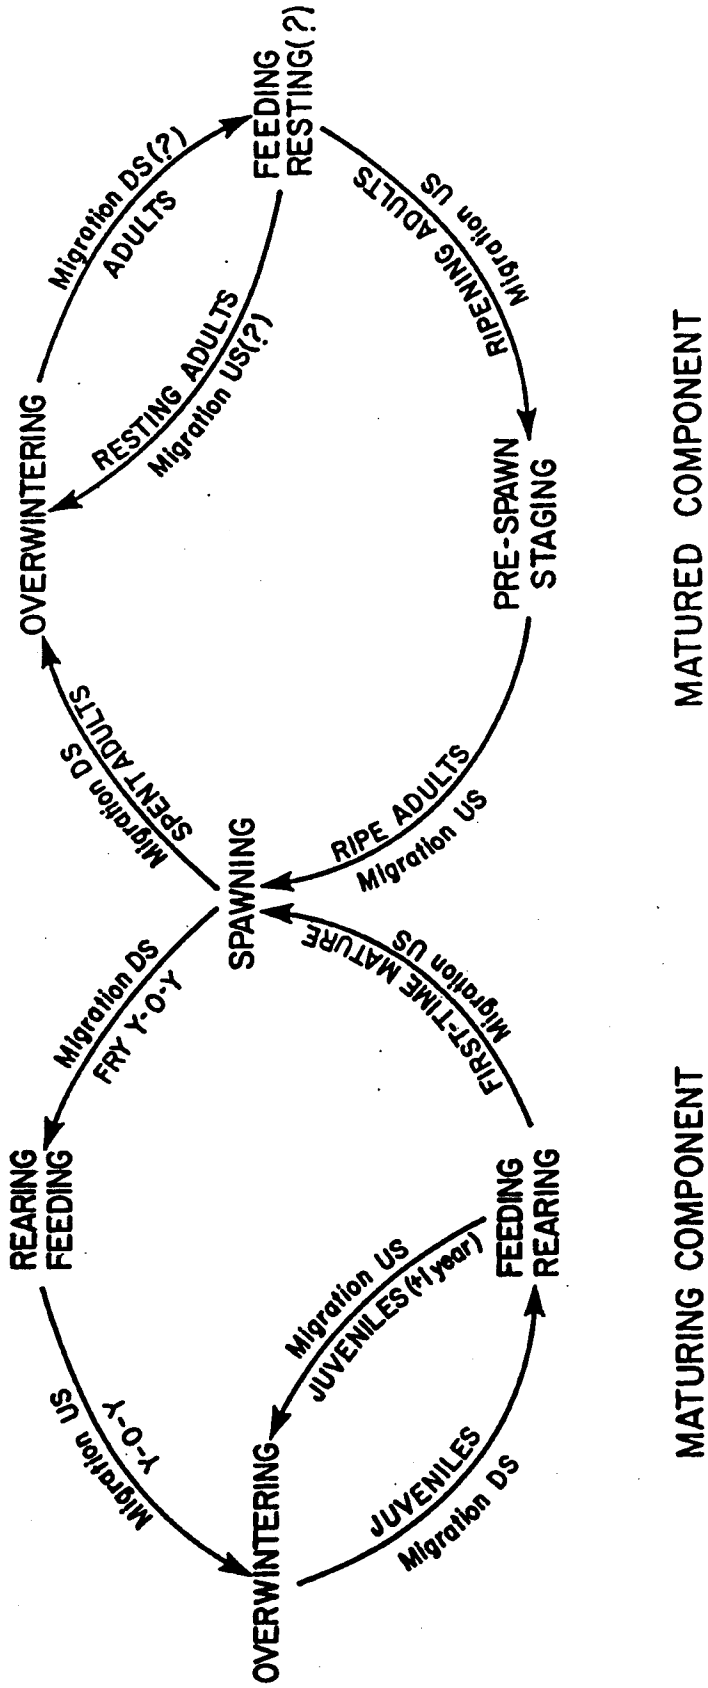 REARING
FEEDING
Migration US
Y-O-Y
Migration DS
FRY Y-O-Y
OVERWINTERING
Migration US
JUVENILES (+1 year)
JUVENILES
Migration DS
FEEDING
REARING
FIRST-TIME MATURE
Migration US
SPAWNING
Migration DS
SPENT ADULTS
OVERWINTERING
Migration DS(?)
ADULTS
RESTING ADULTS
Migration US(?)
FEEDING
RESTING(?)
RIPENING ADULTS
Migration US
PRE-SPAWN
STAGING
RIPE ADULTS
Migration US
MATURING COMPONENT
MATURED COMPONENT